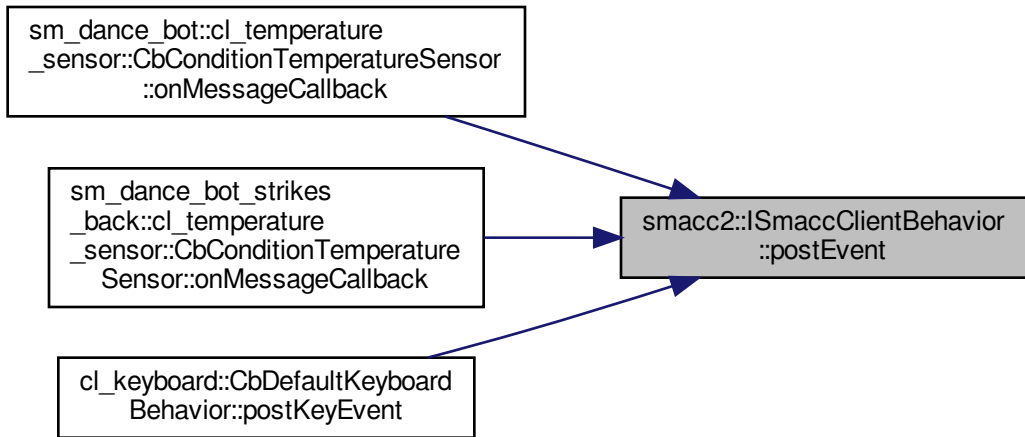 sm_dance_bot::cl_temperature
_sensor::CbConditionTemperatureSensor
::onMessageCallback
sm_dance_bot_strikes
_back::cl_temperature
_sensor::CbConditionTemperature
Sensor::onMessageCallback
cl_keyboard::CbDefaultKeyboard
Behavior::postKeyEvent
smacc2::ISmaccClientBehavior
::postEvent